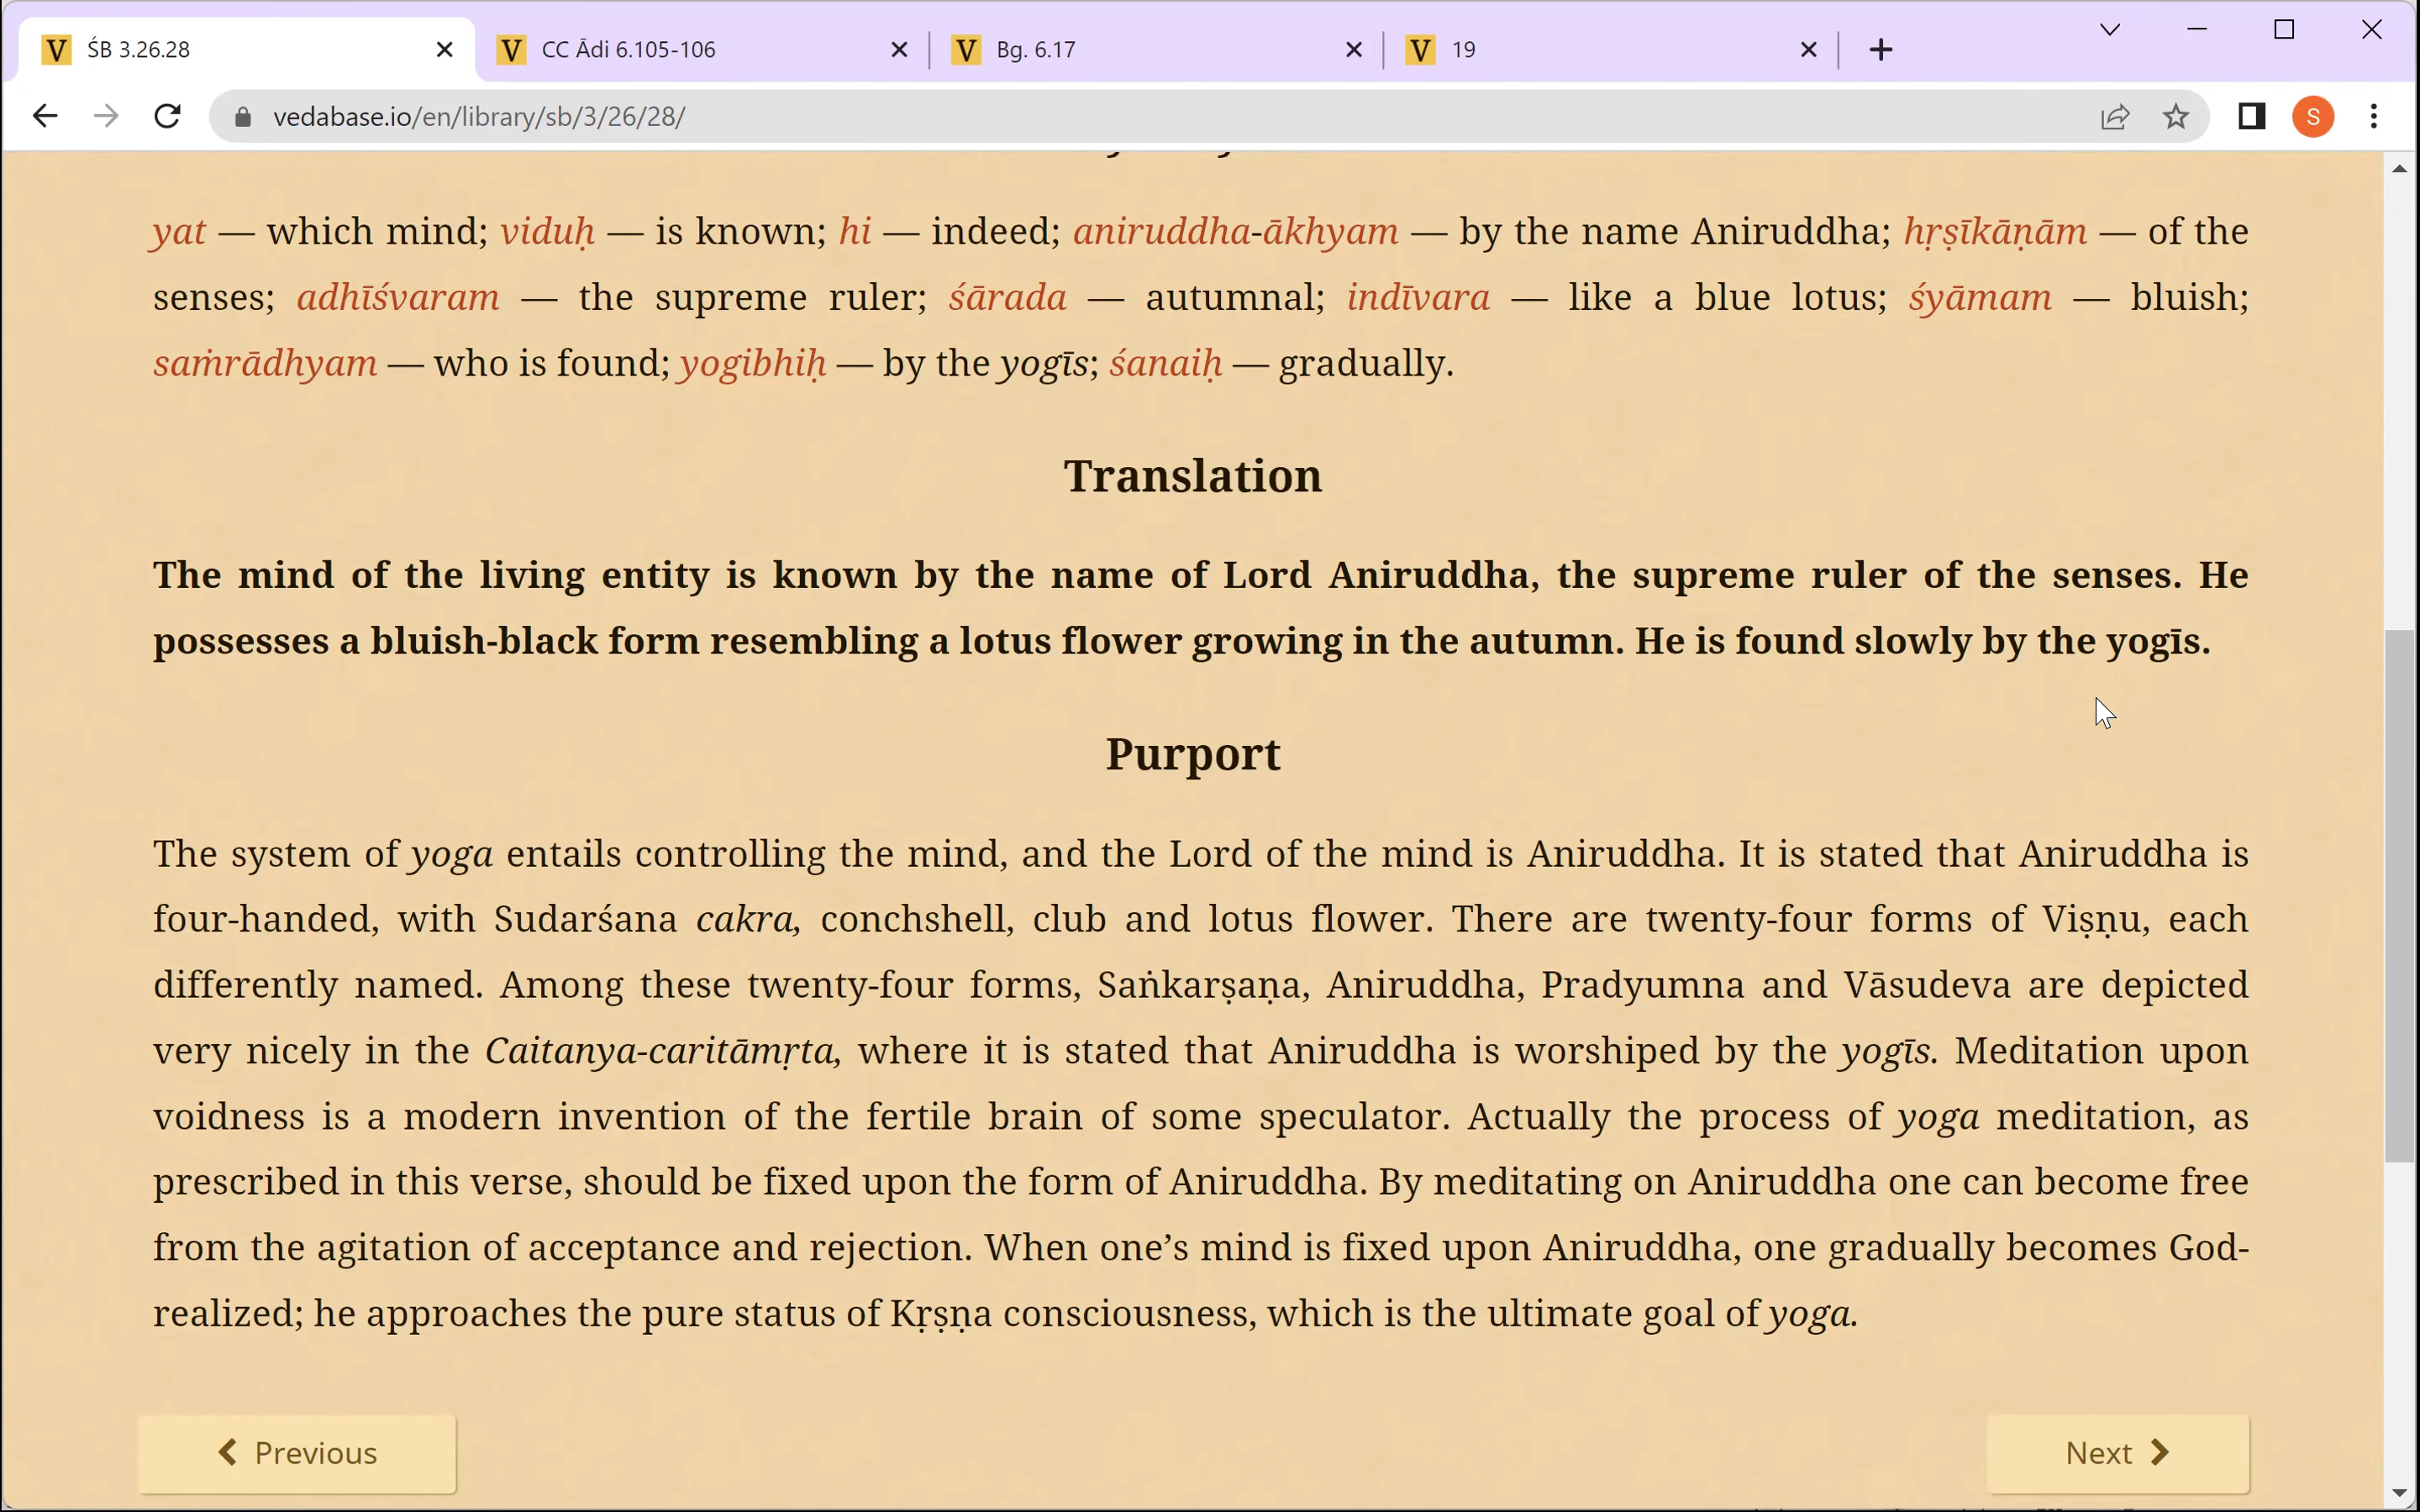 ŚB 3.26.28
CC Ādi 6.105-106
Bg. 6.17
19
vedabase.io/en/library/sb/3/26/28/
S
yat — which mind; viduḥ — is known; hi — indeed; aniruddha-ākhyam — by the name Aniruddha; hṛṣīkāṇām — of the
senses; adhīśvaram — the supreme ruler; śārada — autumnal; indīvara — like a blue lotus; śyāmam — bluish;
saṁrādhyam — who is found; yogibhiḥ — by the yogīs; śanaiḥ — gradually.
Translation
The mind of the living entity is known by the name of Lord Aniruddha, the supreme ruler of the senses. He
possesses a bluish-black form resembling a lotus flower growing in the autumn. He is found slowly by the yogīs.
Purport
The system of yoga entails controlling the mind, and the Lord of the mind is Aniruddha. It is stated that Aniruddha is
four-handed, with Sudarśana cakra, conchshell, club and lotus flower. There are twenty-four forms of Viṣṇu, each
differently named. Among these twenty-four forms, Saṅkarṣaṇa, Aniruddha, Pradyumna and Vāsudeva are depicted
very nicely in the Caitanya-caritāmṛta, where it is stated that Aniruddha is worshiped by the yogīs. Meditation upon
voidness is a modern invention of the fertile brain of some speculator. Actually the process of yoga meditation, as
prescribed in this verse, should be fixed upon the form of Aniruddha. By meditating on Aniruddha one can become free
from the agitation of acceptance and rejection. When one’s mind is fixed upon Aniruddha, one gradually becomes God-
realized; he approaches the pure status of Kṛṣṇa consciousness, which is the ultimate goal of yoga.
Previous
Next